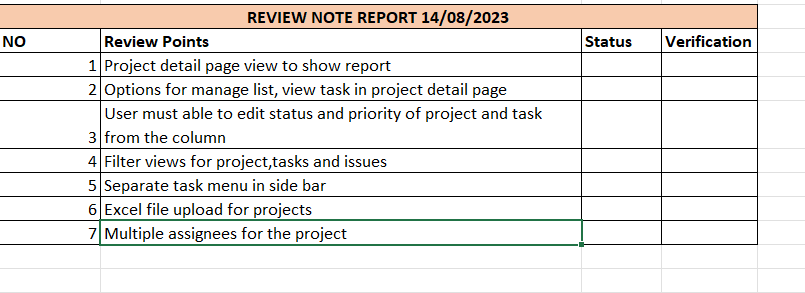 REVIEW NOTE REPORT 14/08/2023
NO Review Points Status Verification
1 Project detail page view to show report
2 Options for manage list, view task in project detail page
User must able to edit status and priority of project and task
3 from the column
4 Filter views for project,tasks and issues
5 Separate task menu in side bar
6 Excel file upload for projects
7 Multiple assignees for the project